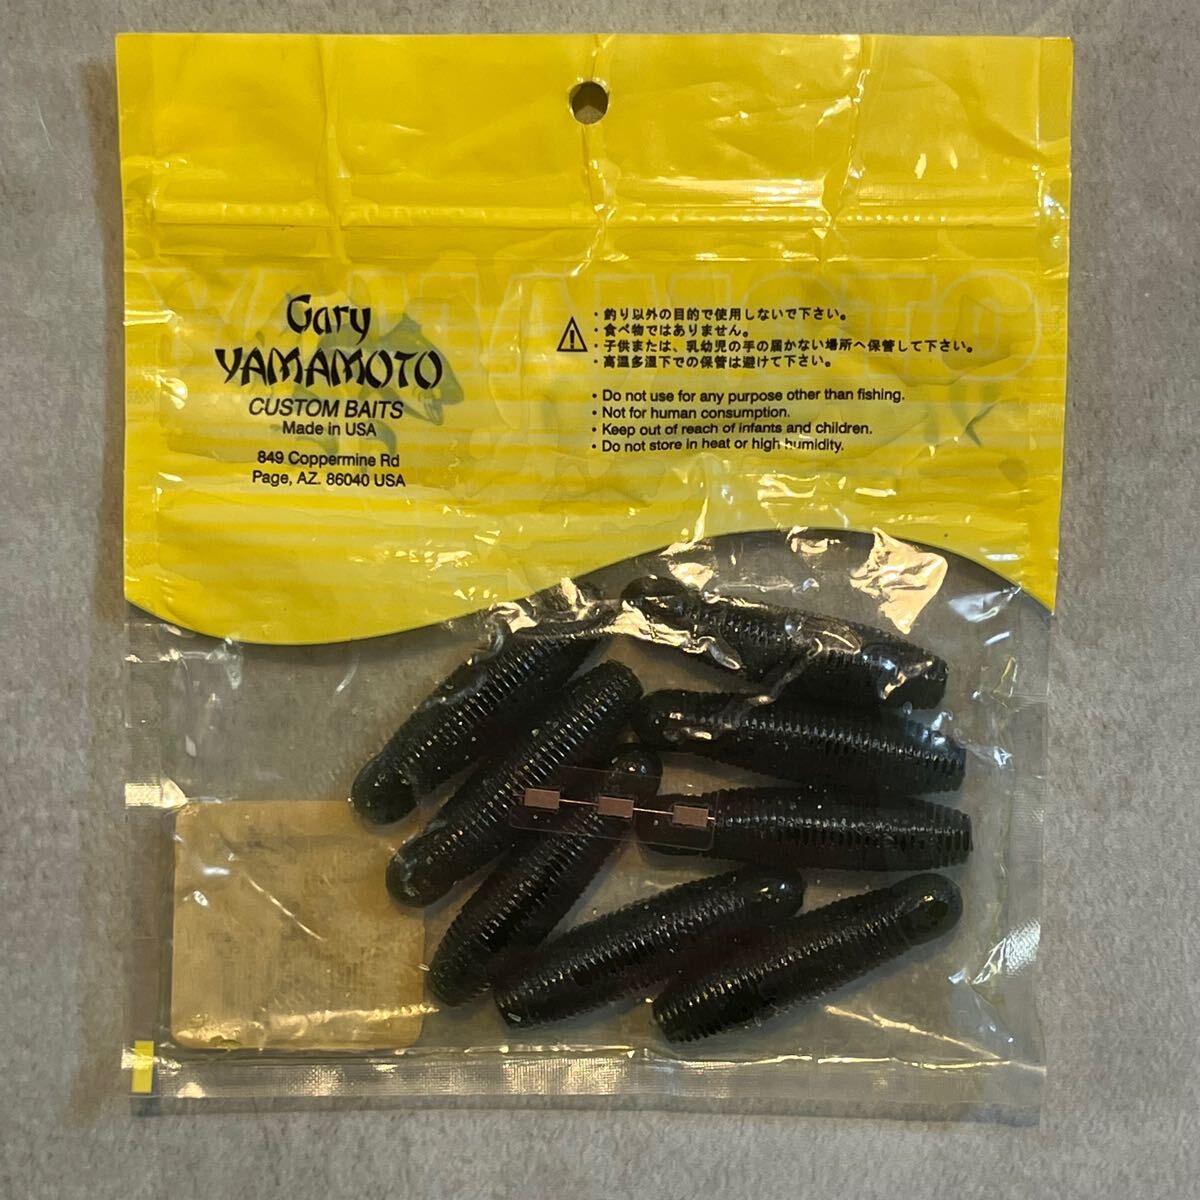 Gary
YAMAMOTO
CUSTOM BAITS
Made in USA
849 Coppermine Rd
Page, AZ. 86040 USA
YAMAMOTO
・釣り以外の目的で使用しないで下さい。
・食べ物ではありません。
・子供または、乳幼児の手の届かない場所へ保管して下さい。
・高温多湿下での保管は避けて下さい。
• Do not use for any purpose other than fishing.
• Not for human consumption.
• Keep out of reach of infants and children.
• Do not store in heat or high humidity.